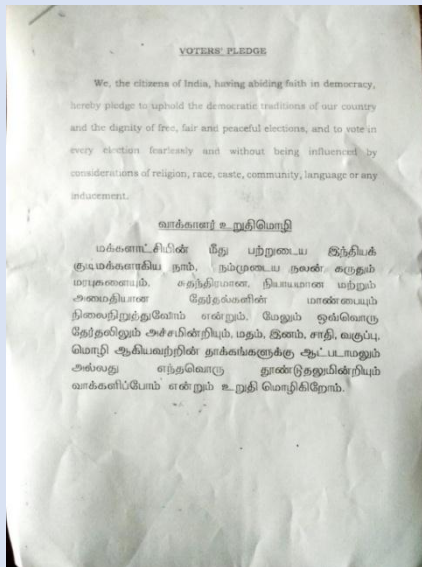 VOTERS' PLEDGE
We, the citizens of India, having abiding faith in democracy,
hereby pledge to uphold the democratic traditions of our country
and the dignity of free, fair and peaceful elections, and to vote in
every election fearlessly and without being influenced by
considerations of religion, race, caste, community, language or any
inducement.
வாக்காளர் உறுதிமொழி
மக்களாட்சியின் மீது பற்றுடைய இந்தியக்
குடிமக்களாகிய நாம், நம்முடைய நலன் கருதும்
மரபுகளையும், சுதந்திரமான, நியாயமான மற்றும்
அமைதியான தேர்தல்களின் மாண்பையும்
நிலைநிறுத்துவோம் என்றும், மேலும் ஒவ்வொரு
தேர்தலிலும் அச்சமின்றியும், மதம், இனம், சாதி, வகுப்பு,
மொழி ஆகியவற்றின் தாக்கங்களுக்கு ஆட்படாமலும்
அல்லது எந்தவொரு தூண்டுதலுமின்றியும்
வாக்களிப்போம் என்றும் உறுதி மொழிகிறோம்.